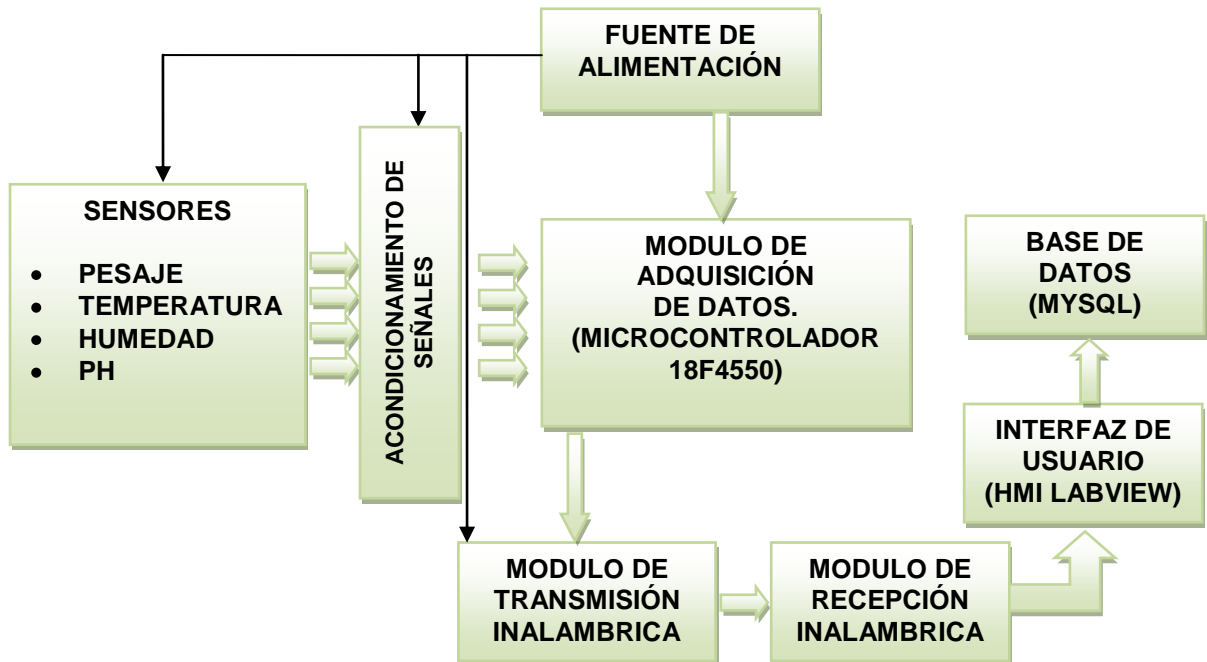 FUENTE DE
ALIMENTACIÓN
SENSORES
• PESAJE
• TEMPERATURA
• HUMEDAD
• PH
ACONDICIONAMIENTO DE
SEÑALES
MODULO DE
ADQUISICIÓN
DE DATOS.
(MICROCONTROLADOR
18F4550)
BASE DE
DATOS
(MYSQL)
INTERFAZ DE
USUARIO
(HMI LABVIEW)
MODULO DE
TRANSMISIÓN
INALAMBRICA
MODULO DE
RECEPCIÓN
INALAMBRICA